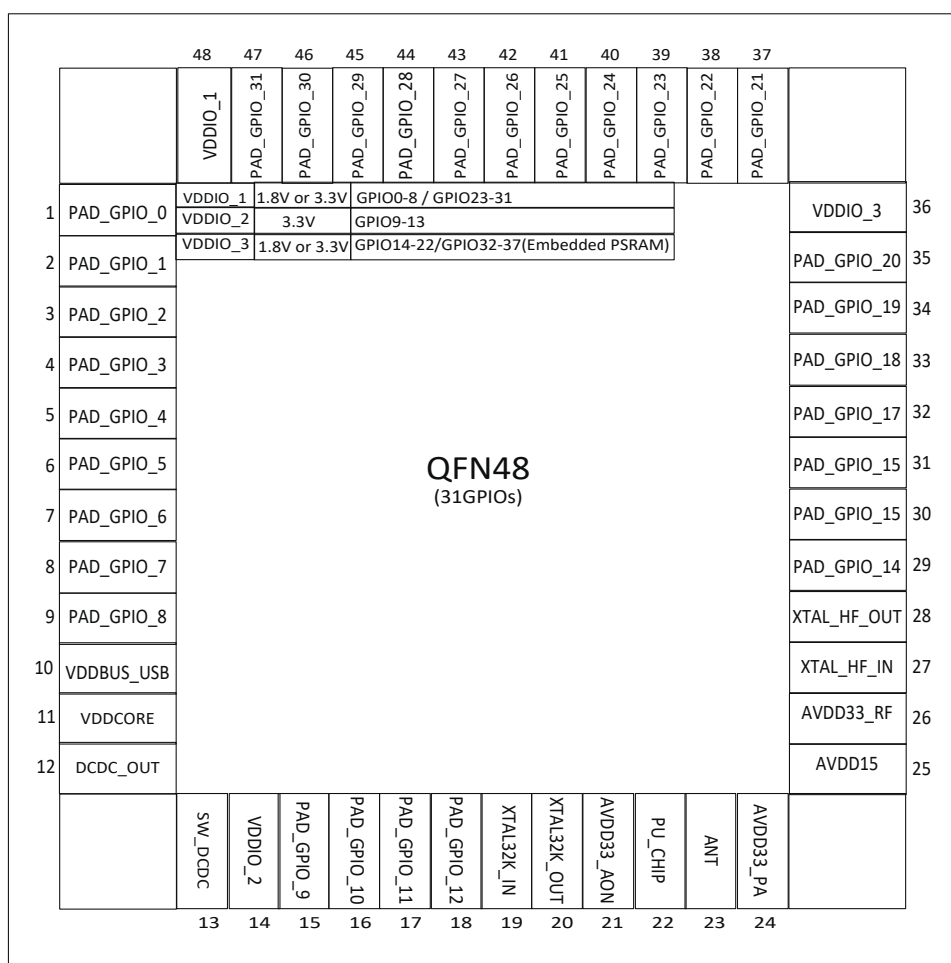 48 47 46 45 44 43 42 41 40 39 38 37
VDDIO_1 PAD_GPIO_31 PAD_GPIO_30 PAD_GPIO_29 PAD_GPIO_28 PAD_GPIO_27 PAD_GPIO_26 PAD_GPIO_25 PAD_GPIO_24 PAD_GPIO_23 PAD_GPIO_22 PAD_GPIO_21
VDDIO_1 1.8V or 3.3V GPIO0-8 / GPIO23-31
VDDIO_2 3.3V GPIO9-13
VDDIO_3 1.8V or 3.3V GPIO14-22/GPIO32-37(Embedded PSRAM)
1 PAD_GPIO_0
2 PAD_GPIO_1
3 PAD_GPIO_2
4 PAD_GPIO_3
5 PAD_GPIO_4
6 PAD_GPIO_5
7 PAD_GPIO_6
8 PAD_GPIO_7
9 PAD_GPIO_8
10 VDDBUS_USB
11 VDDCORE
12 DCDC_OUT
QFN48
(31GPIOs)
VDDIO_3 36
PAD_GPIO_20 35
PAD_GPIO_19 34
PAD_GPIO_18 33
PAD_GPIO_17 32
PAD_GPIO_15 31
PAD_GPIO_15 30
PAD_GPIO_14 29
XTAL_HF_OUT 28
XTAL_HF_IN 27
AVDD33_RF 26
AVDD15 25
SW_DCDC VDDIO_2 PAD_GPIO_9 PAD_GPIO_10 PAD_GPIO_11 PAD_GPIO_12 XTAL32K_IN XTAL32K_OUT AVDD33_AON PU_CHIP ANT AVDD33_PA
13 14 15 16 17 18 19 20 21 22 23 24